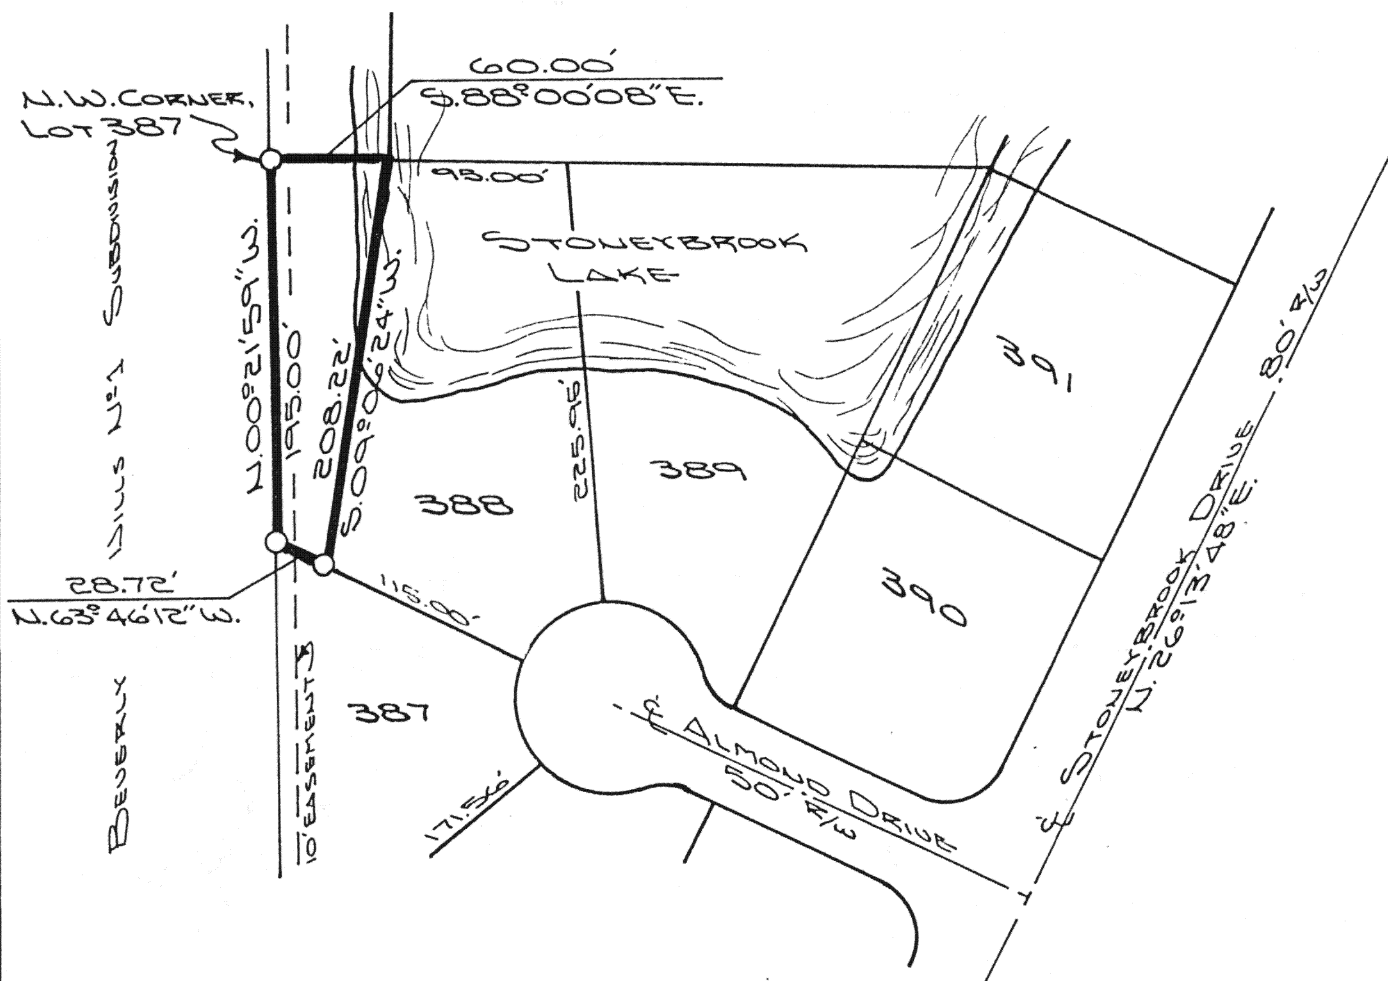 60.00'
S.88°00'08"E.
N.W. CORNER,
LOT 387
95.00'
STONEYBROOK
LAKE
N.00°21'59"W.
195.00'
208.22'
S.09°06'24"W.
225.96'
391
389
388
390
28.72'
N.63°46'12"W.
115.00'
387
171.56'
10' EASEMENT
BEVERLY HILLS Nº1 SUBDIVISION
℄ ALMOND DRIVE
50' R/W
℄ STONEYBROOK DRIVE 80' R/W
N.26°13'48"E.